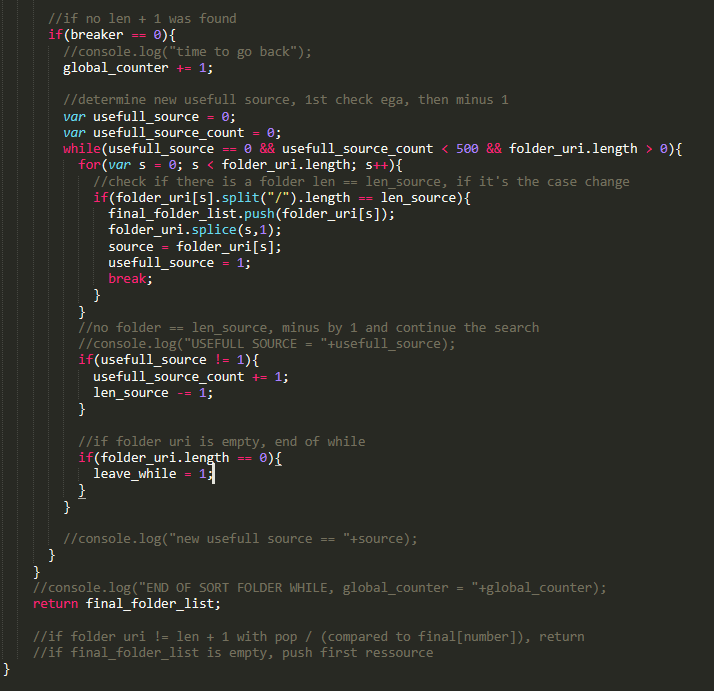 //if no len + 1 was found
if(breaker == 0){
//console.log("time to go back");
global_counter += 1;
//determine new usefull source, 1st check ega, then minus 1
var usefull_source = 0;
var usefull_source_count = 0;
while(usefull_source == 0 && usefull_source_count < 500 && folder_uri.length > 0){
for(var s = 0; s < folder_uri.length; s++){
//check if there is a folder len == len_source, if it's the case change
if(folder_uri[s].split("/").length == len_source){
final_folder_list.push(folder_uri[s]);
folder_uri.splice(s,1);
source = folder_uri[s];
usefull_source = 1;
break;
}
}
//no folder == len_source, minus by 1 and continue the search
//console.log("USEFULL SOURCE = "+usefull_source);
if(usefull_source != 1){
usefull_source_count += 1;
len_source -= 1;
}
//if folder uri is empty, end of while
if(folder_uri.length == 0){
leave_while = 1;
}
}
//console.log("new usefull source == "+source);
}
}
//console.log("END OF SORT FOLDER WHILE, global_counter = "+global_counter);
return final_folder_list;
//if folder uri != len + 1 with pop / (compared to final[number]), return
//if final_folder_list is empty, push first ressource
}